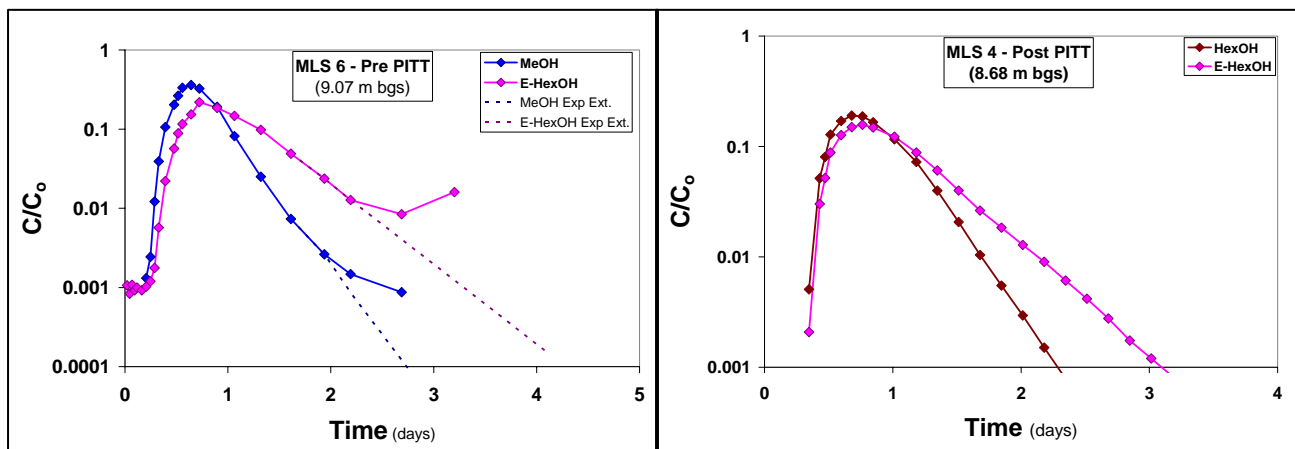 MLS 6 - Pre PITT
(9.07 m bgs)
MeOH
E-HexOH
MeOH Exp Ext.
E-HexOH Exp Ext.
C/Co
1
0.1
0.01
0.001
0.0001
0 1 2 3 4 5
Time (days)
MLS 4 - Post PITT
(8.68 m bgs)
HexOH
E-HexOH
C/Co
1
0.1
0.01
0.001
0 1 2 3 4
Time (days)